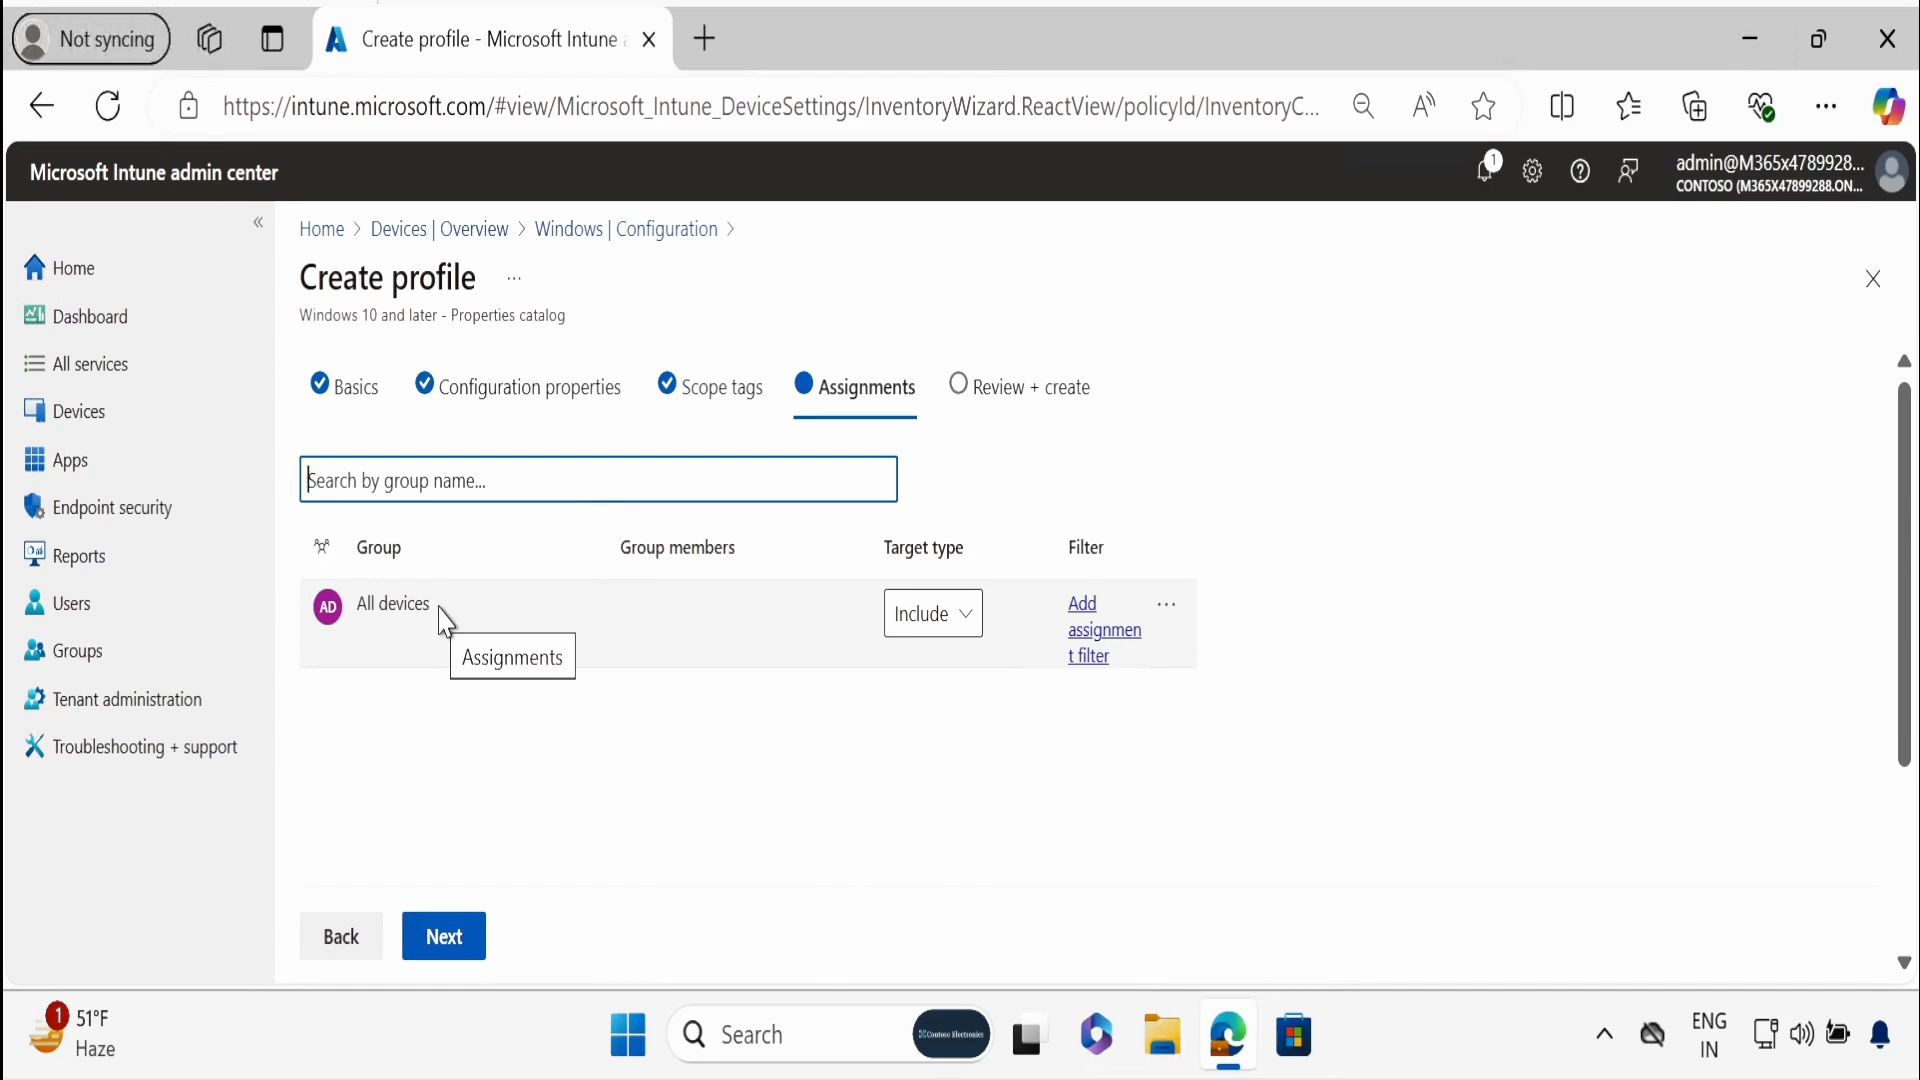 Not syncing
Create profile - Microsoft Intune a
https://intune.microsoft.com/#view/Microsoft_Intune_DeviceSettings/InventoryWizard.ReactView/policyId/InventoryC...
Microsoft Intune admin center
1
admin@M365x4789928...
CONTOSO (M365X47899288.ON...
Home
Dashboard
All services
Devices
Apps
Endpoint security
Reports
Users
Groups
Tenant administration
Troubleshooting + support
Home > Devices | Overview > Windows | Configuration >
Create profile ...
Windows 10 and later - Properties catalog
Basics Configuration properties Scope tags Assignments Review + create
Search by group name...
Group Group members Target type Filter
AD All devices Include Add assignmen
t filter
Assignments
Back Next
1 51°F
Haze
Search
Contoso Electronics
ENG
IN